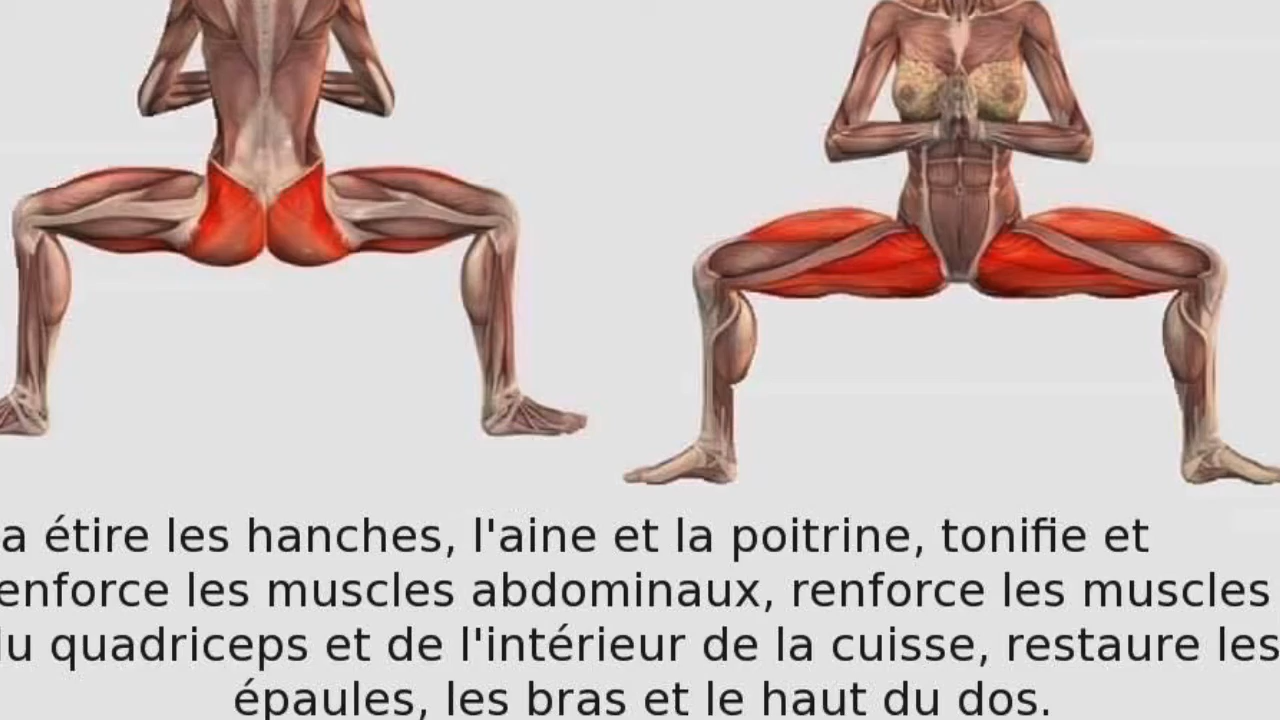 a étire les hanches, l'aine et la poitrine, tonifie et
enforce les muscles abdominaux, renforce les muscles
du quadriceps et de l'intérieur de la cuisse, restaure les
épaules, les bras et le haut du dos.